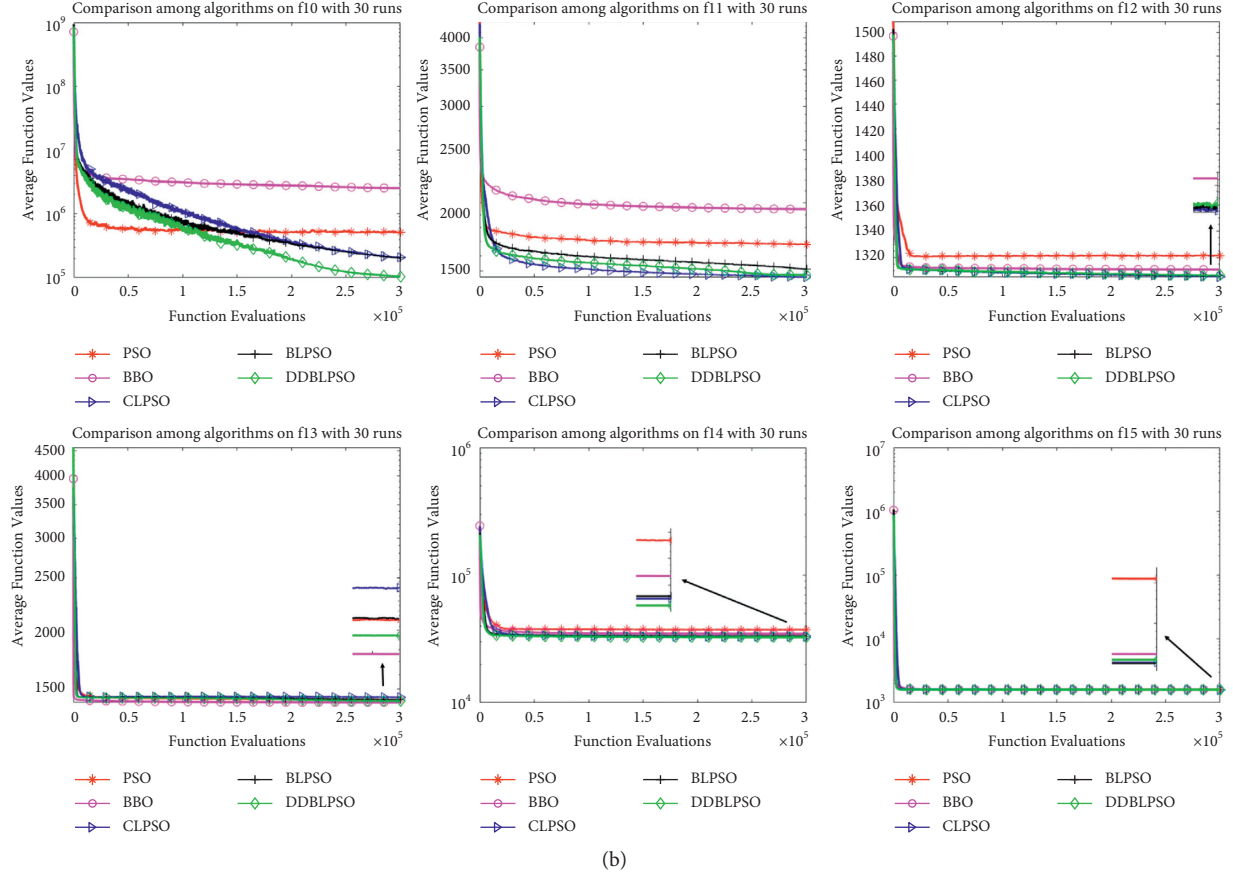 Comparison among algorithms on f10 with 30 runs
10^9
10^8
10^7
10^6
10^5
Average Function Values
0 0.5 1 1.5 2 2.5 3
Function Evaluations ×10^5
PSO
BBO
CLPSO
BLPSO
DDBLPSO
Comparison among algorithms on f11 with 30 runs
4000
3500
3000
2500
2000
1500
Average Function Values
0 0.5 1 1.5 2 2.5 3
Function Evaluations ×10^5
PSO
BBO
CLPSO
BLPSO
DDBLPSO
Comparison among algorithms on f12 with 30 runs
1500
1480
1460
1440
1420
1400
1380
1360
1340
1320
Average Function Values
0 0.5 1 1.5 2 2.5 3
Function Evaluations ×10^5
PSO
BBO
CLPSO
BLPSO
DDBLPSO
Comparison among algorithms on f13 with 30 runs
4500
4000
3500
3000
2500
2000
1500
Average Function Values
0 0.5 1 1.5 2 2.5 3
Function Evaluations ×10^5
PSO
BBO
CLPSO
BLPSO
DDBLPSO
Comparison among algorithms on f14 with 30 runs
10^6
10^5
10^4
Average Function Values
0 0.5 1 1.5 2 2.5 3
Function Evaluations ×10^5
PSO
BBO
CLPSO
BLPSO
DDBLPSO
Comparison among algorithms on f15 with 30 runs
10^7
10^6
10^5
10^4
10^3
Average Function Values
0 0.5 1 1.5 2 2.5 3
Function Evaluations ×10^5
PSO
BBO
CLPSO
BLPSO
DDBLPSO
(b)